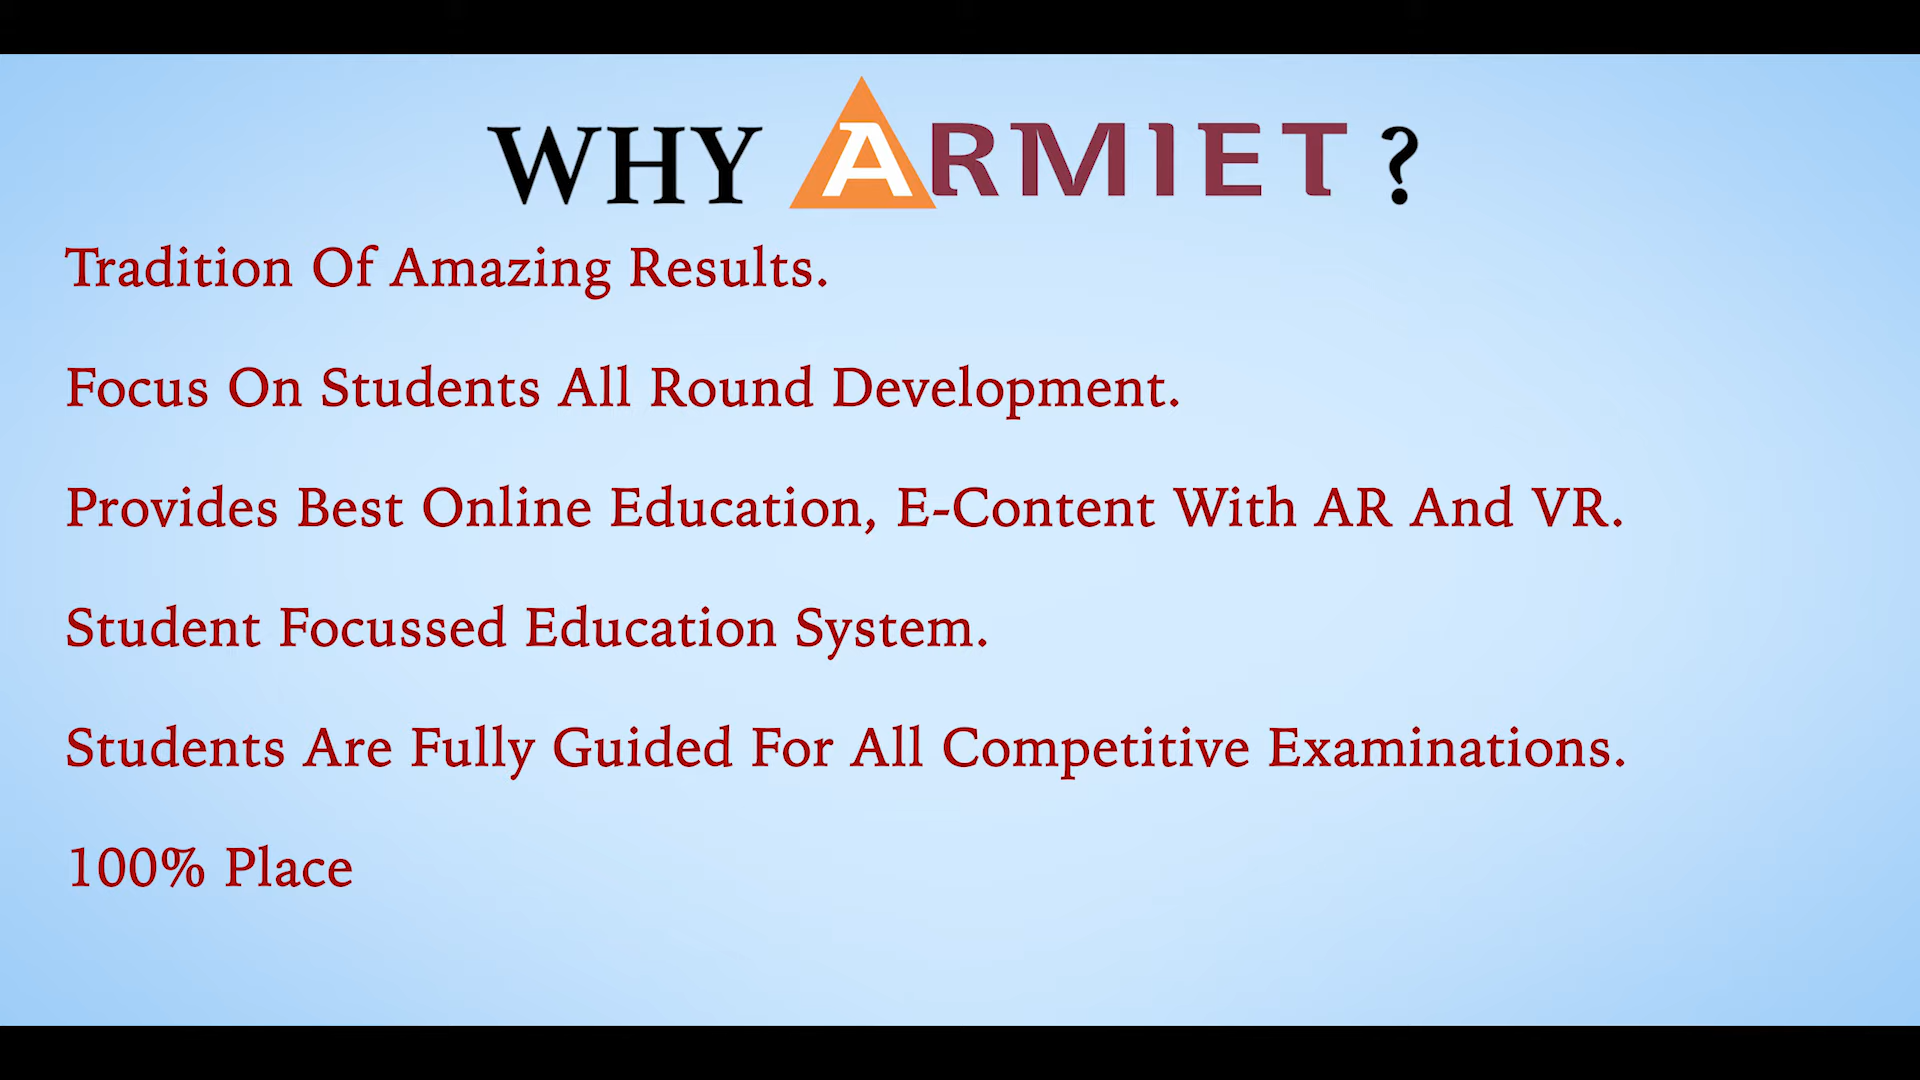 WHY ARMIET ?
Tradition Of Amazing Results.
Focus On Students All Round Development.
Provides Best Online Education, E-Content With AR And VR.
Student Focussed Education System.
Students Are Fully Guided For All Competitive Examinations.
100% Place